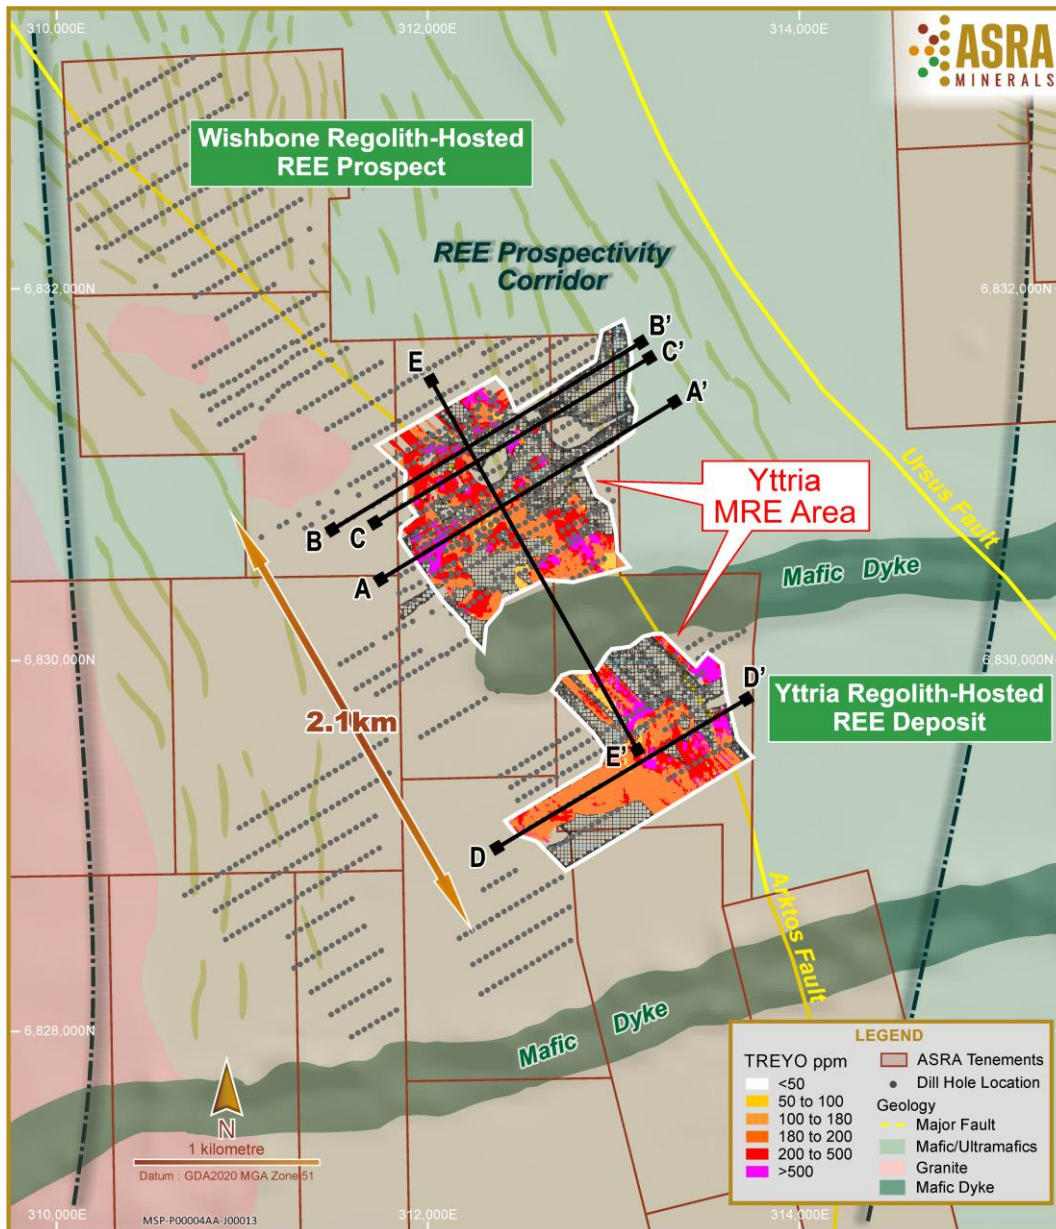 310,000E
312,000E
314,000E
ASRA
MINERALS
Wishbone Regolith-Hosted
REE Prospect
REE Prospectivity
Corridor
6,832,000N
6,832,000N
B'
C'
E
A'
Ursus Fault
Yttria
MRE Area
B
C
A
Mafic Dyke
6,830,000N
6,830,000N
D'
Yttria Regolith-Hosted
REE Deposit
2.1km
E'
D
Arktos Fault
Mafic Dyke
6,828,000N
N
1 kilometre
Datum : GDA2020 MGA Zone 51
MSP-P00004AA-J00013
LEGEND
TREYO ppm
<50
50 to 100
100 to 180
180 to 200
200 to 500
>500
ASRA Tenements
Dill Hole Location
Geology
Major Fault
Mafic/Ultramafics
Granite
Mafic Dyke
310,000E
312,000E
314,000E